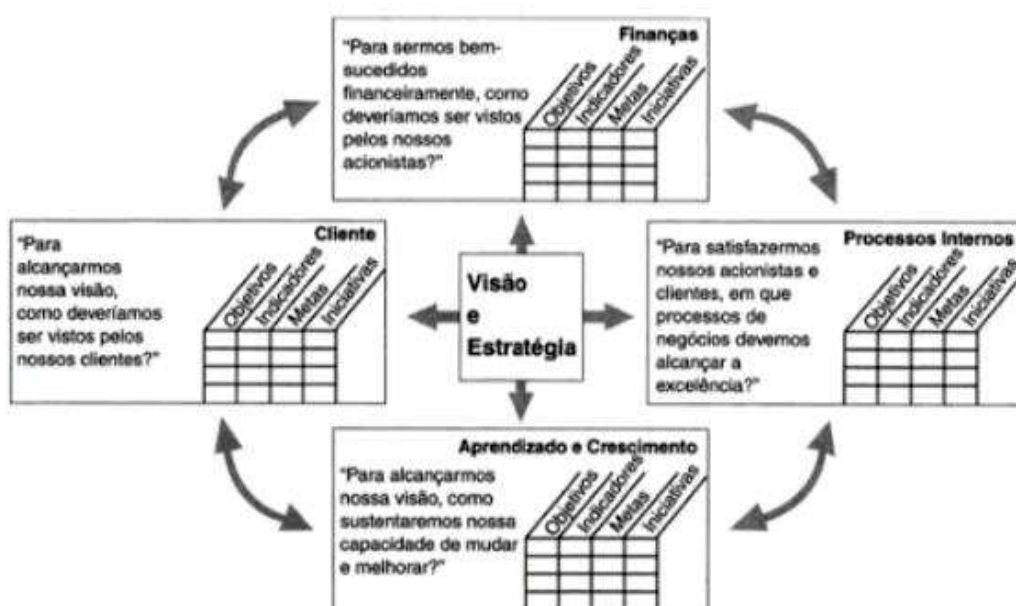 Finanças
"Para sermos bem-
sucedidos
financeiramente, como
deveríamos ser vistos
pelos nossos
acionistas?"
Objetivos
Indicadores
Metas
Iniciativas
Cliente
"Para
alcançarmos
nossa visão,
como deveríamos
ser vistos pelos
nossos clientes?"
Objetivos
Indicadores
Metas
Iniciativas
Visão
e
Estratégia
Processos Internos
"Para satisfazermos
nossos acionistas e
clientes, em que
processos de
negócios devemos
alcançar a
excelência?"
Objetivos
Indicadores
Metas
Iniciativas
Aprendizado e Crescimento
"Para alcançarmos
nossa visão, como
sustentaremos nossa
capacidade de mudar
e melhorar?"
Objetivos
Indicadores
Metas
Iniciativas